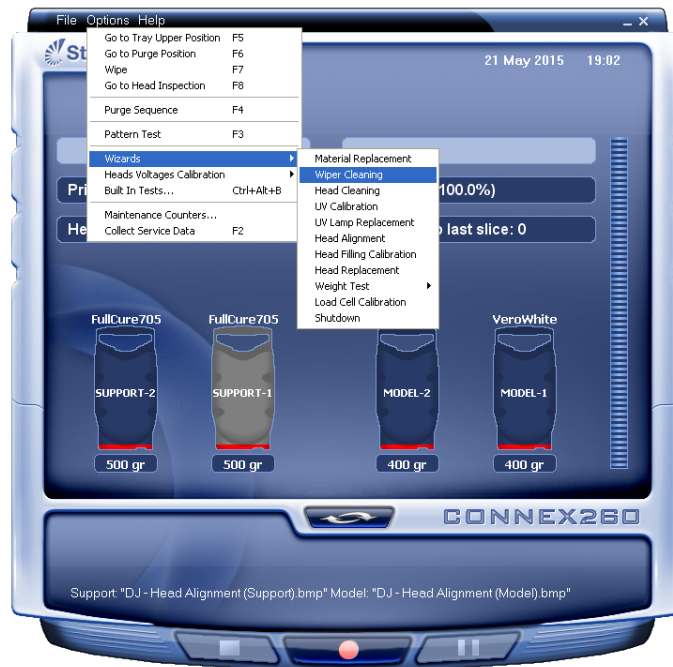 File Options Help
St
21 May 2015 19:02
Go to Tray Upper Position F5
Go to Purge Position F6
Wipe F7
Go to Head Inspection F8
Purge Sequence F4
Pattern Test F3
Wizards
Heads Voltages Calibration
Built In Tests... Ctrl+Alt+B
Maintenance Counters...
Collect Service Data F2
Material Replacement
Wiper Cleaning
Head Cleaning
UV Calibration
UV Lamp Replacement
Head Alignment
Head Filling Calibration
Head Replacement
Weight Test
Load Cell Calibration
Shutdown
Pri 100.0%)
He last slice: 0
FullCure705 FullCure705 VeroWhite
SUPPORT-2 SUPPORT-1 MODEL-2 MODEL-1
500 gr 500 gr 400 gr 400 gr
CONNEX260
Support: "DJ - Head Alignment (Support).bmp" Model: "DJ - Head Alignment (Model).bmp"